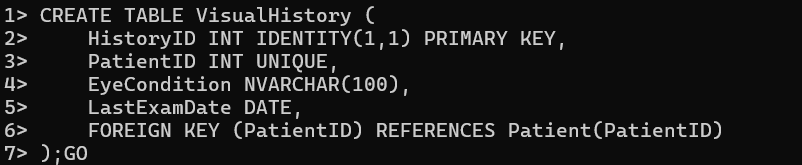 1> CREATE TABLE VisualHistory (
2>     HistoryID INT IDENTITY(1,1) PRIMARY KEY,
3>     PatientID INT UNIQUE,
4>     EyeCondition NVARCHAR(100),
5>     LastExamDate DATE,
6>     FOREIGN KEY (PatientID) REFERENCES Patient(PatientID)
7> );GO